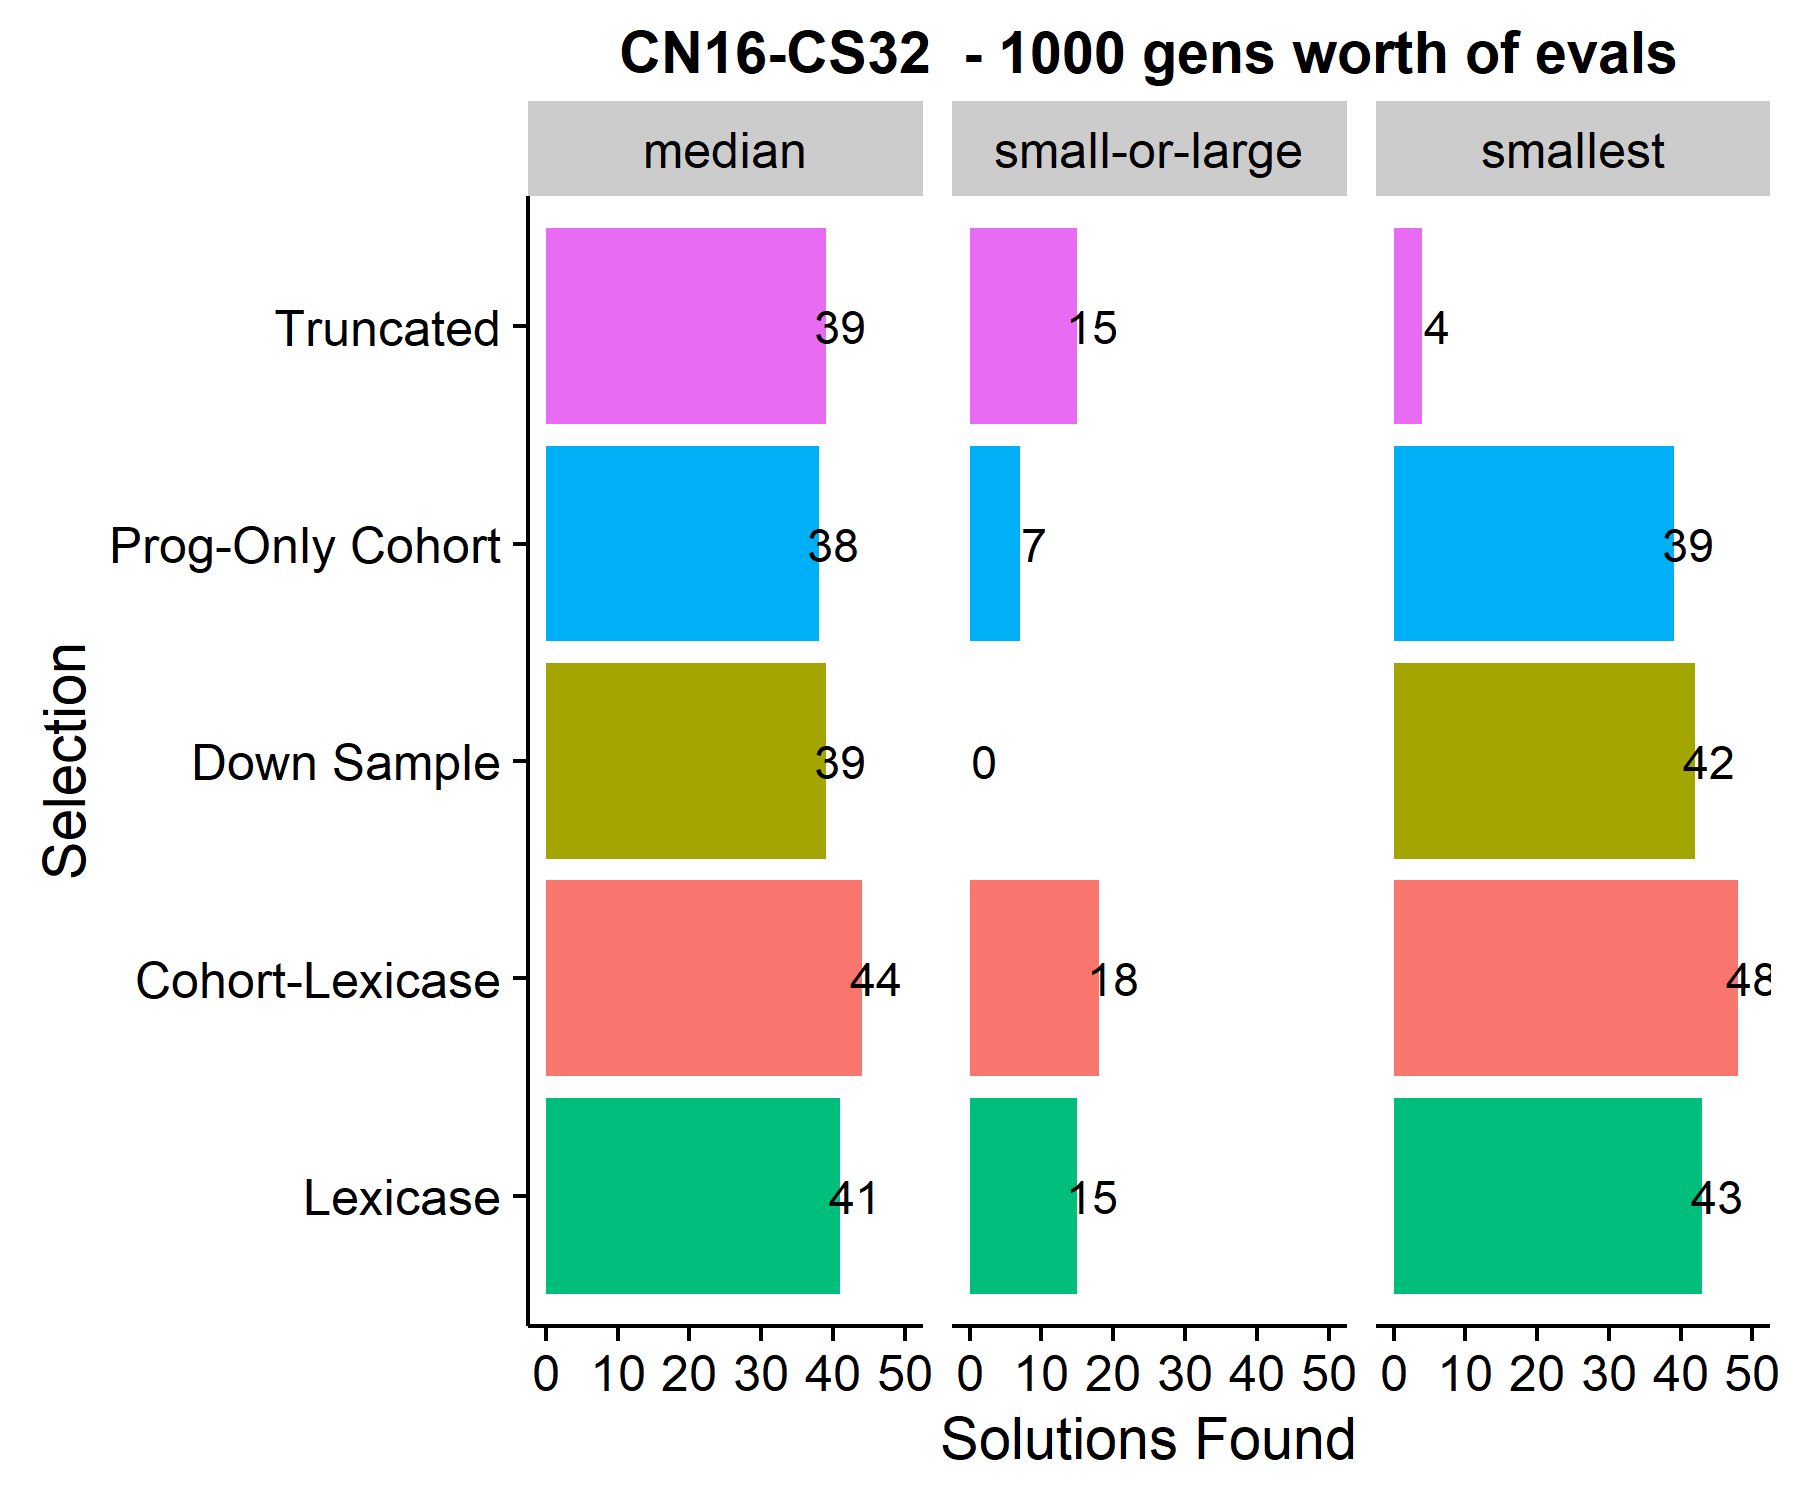 CN16-CS32  - 1000 gens worth of evals
median small-or-large smallest
Truncated 39 15 4
Prog-Only Cohort 38 7 39
Down Sample 39 0 42
Cohort-Lexicase 44 18 48
Lexicase 41 15 43
Selection
0 10 20 30 40 50 0 10 20 30 40 50 0 10 20 30 40 50
Solutions Found